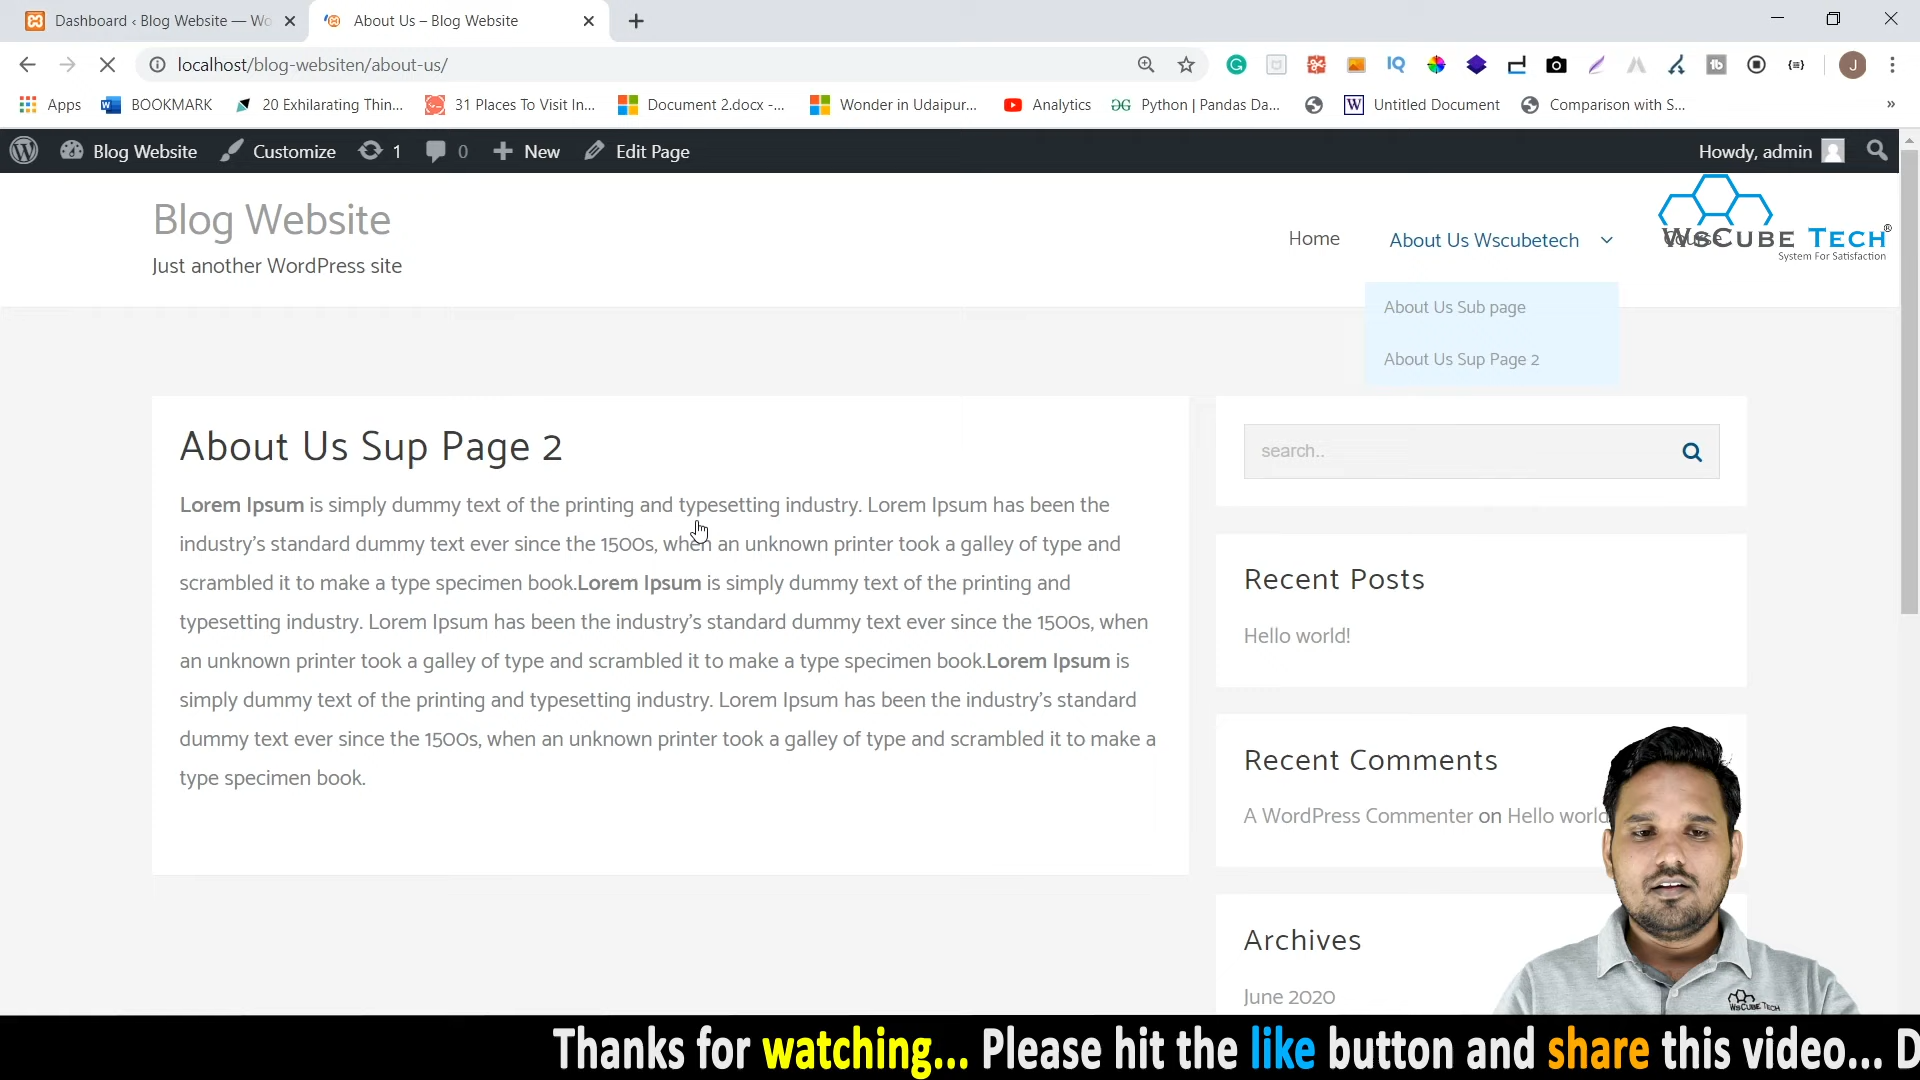 Dashboard ‹ Blog Website — Wo
About Us – Blog Website
localhost/blog-websiten/about-us/
Apps
BOOKMARK
20 Exhilarating Thin...
31 Places To Visit In...
Document 2.docx -...
Wonder in Udaipur...
Analytics
Python | Pandas Da...
Untitled Document
Comparison with S...
Blog Website
Customize
1
0
New
Edit Page
Howdy, admin
Blog Website
Just another WordPress site
Home
About Us Wscubetech
Course
WsCube Tech®
System For Satisfaction
About Us Sub page
About Us Sup Page 2
About Us Sup Page 2
Lorem Ipsum is simply dummy text of the printing and typesetting industry. Lorem Ipsum has been the
industry's standard dummy text ever since the 1500s, when an unknown printer took a galley of type and
scrambled it to make a type specimen book.Lorem Ipsum is simply dummy text of the printing and
typesetting industry. Lorem Ipsum has been the industry's standard dummy text ever since the 1500s, when
an unknown printer took a galley of type and scrambled it to make a type specimen book.Lorem Ipsum is
simply dummy text of the printing and typesetting industry. Lorem Ipsum has been the industry's standard
dummy text ever since the 1500s, when an unknown printer took a galley of type and scrambled it to make a
type specimen book.
search..
Recent Posts
Hello world!
Recent Comments
A WordPress Commenter on Hello world
Archives
June 2020
WsCube Tech
Thanks for watching... Please hit the like button and share this video... D